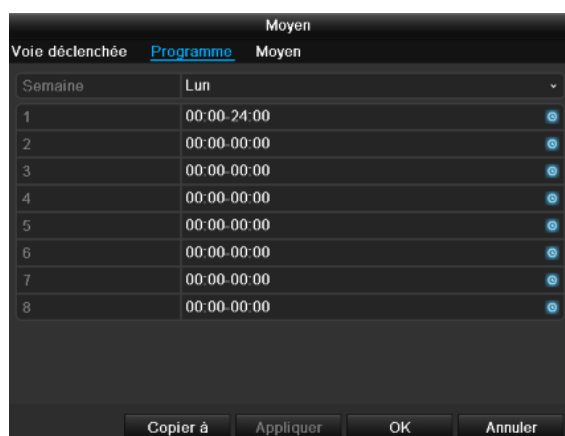 Moyen
Voie déclenchée Programme Moyen
Semaine Lun
1 00:00-24:00
2 00:00-00:00
3 00:00-00:00
4 00:00-00:00
5 00:00-00:00
6 00:00-00:00
7 00:00-00:00
8 00:00-00:00
Copier à Appliquer OK Annuler